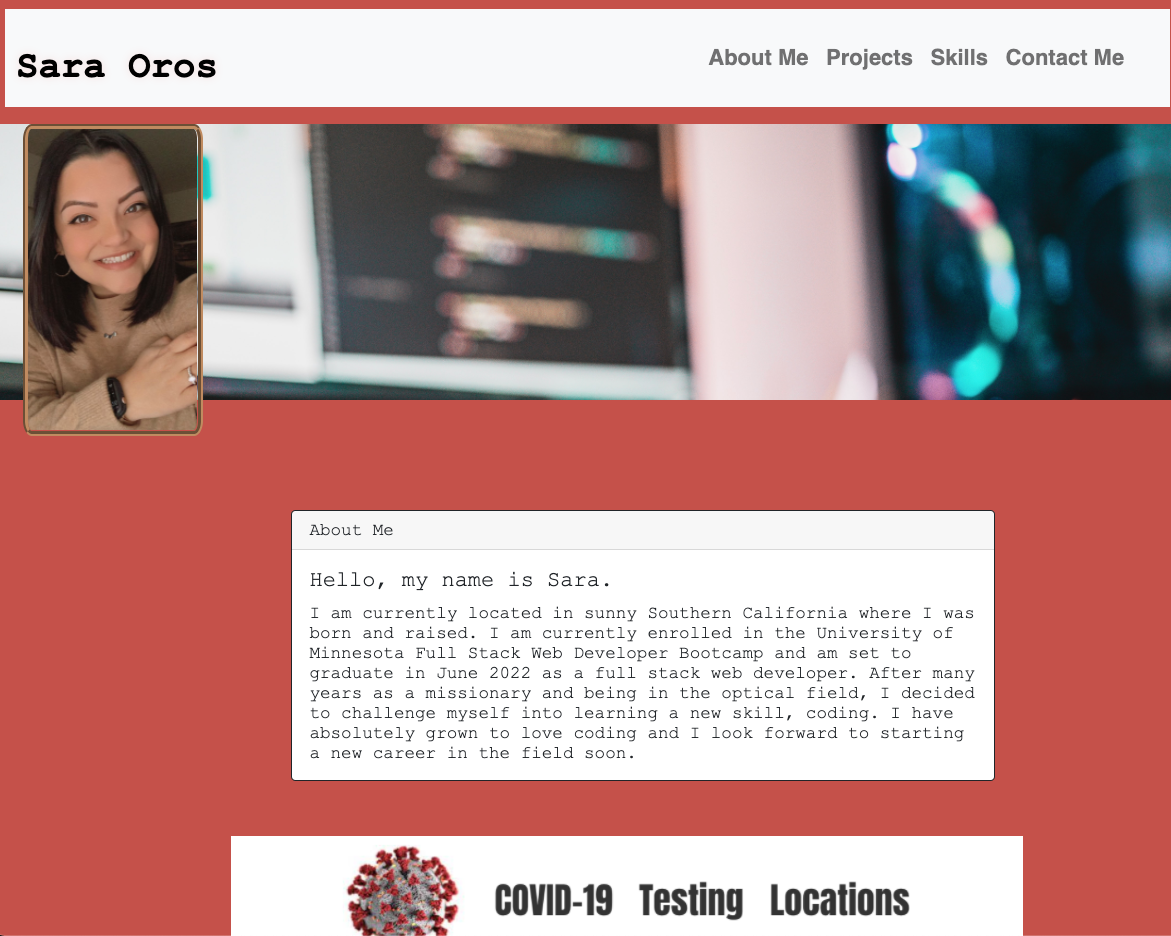 Sara Oros
About Me Projects Skills Contact Me
About Me
Hello, my name is Sara.
I am currently located in sunny Southern California where I was
born and raised. I am currently enrolled in the University of
Minnesota Full Stack Web Developer Bootcamp and am set to
graduate in June 2022 as a full stack web developer. After many
years as a missionary and being in the optical field, I decided
to challenge myself into learning a new skill, coding. I have
absolutely grown to love coding and I look forward to starting
a new career in the field soon.
COVID-19 Testing Locations